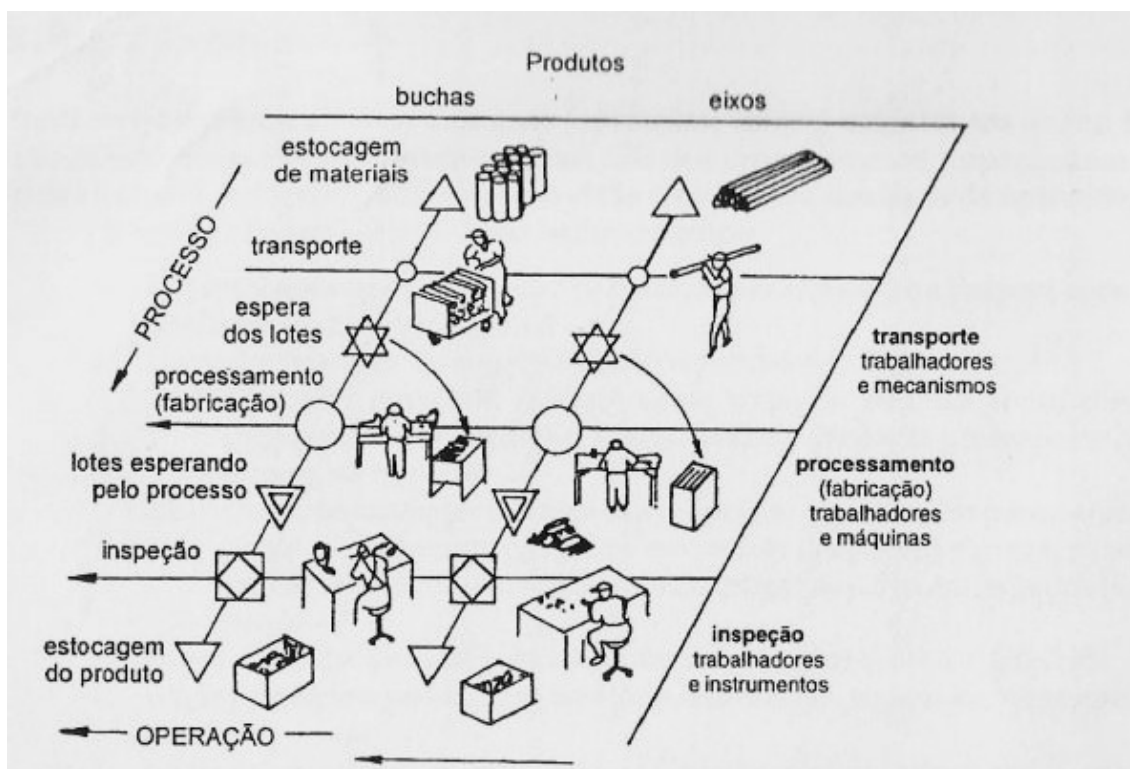 Produtos
buchas
eixos
estocagem
de materiais
transporte
PROCESSO
espera
dos lotes
transporte
trabalhadores
e mecanismos
processamento
(fabricação)
lotes esperando
pelo processo
processamento
(fabricação)
trabalhadores
e máquinas
inspeção
inspeção
trabalhadores
e instrumentos
estocagem
do produto
OPERAÇÃO